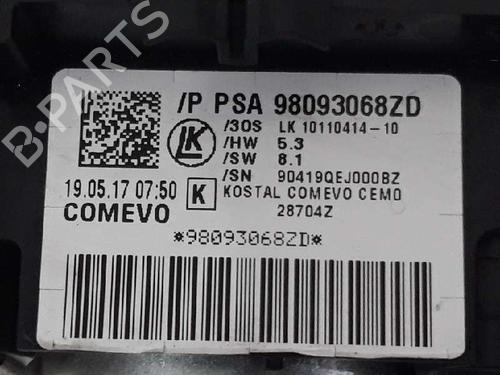 /P PSA 98093068ZD
/3OS LK 10110414-10
/HW 5.3
/SW 8.1
/SN 90419QEJ000BZ
LK
19.05.17 07:50 K KOSTAL COMEVO CEMO
COMEVO 28704Z
*98093068ZD*
B-PARTS